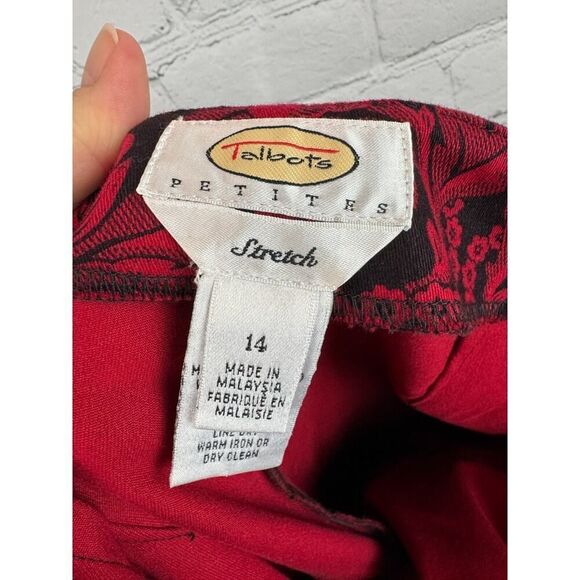 Talbots
PETITES
Stretch
14
MADE IN
MALAYSIA
FABRIQUÉ EN
MALAISIE
LINE DRY
WARM IRON OR
DRY CLEAN